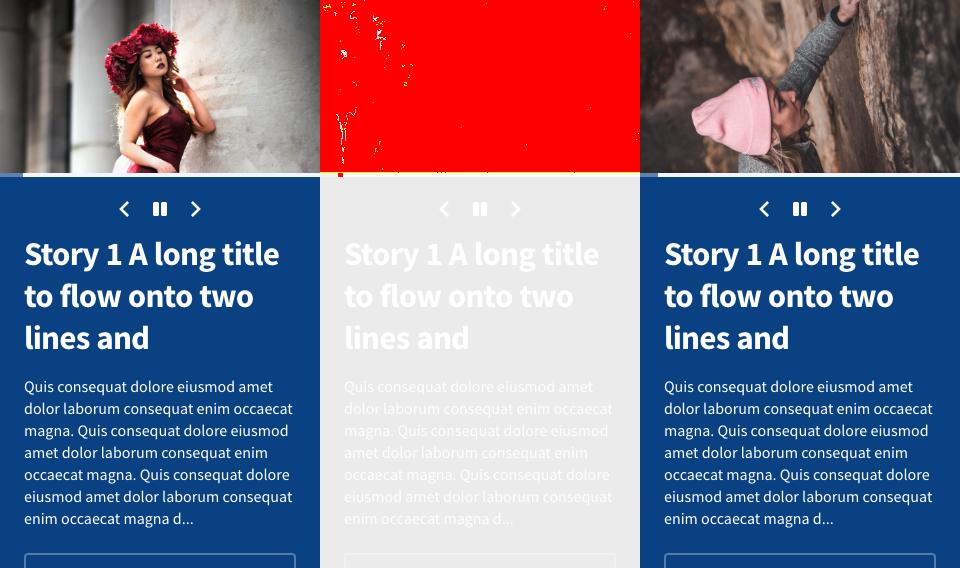 Story 1 A long title
to flow onto two
lines and
Quis consequat dolore eiusmod amet
dolor laborum consequat enim occaecat
magna. Quis consequat dolore eiusmod
amet dolor laborum consequat enim
occaecat magna. Quis consequat dolore
eiusmod amet dolor laborum consequat
enim occaecat magna d...
Story 1 A long title
to flow onto two
lines and
Quis consequat dolore eiusmod amet
dolor laborum consequat enim occaecat
magna. Quis consequat dolore eiusmod
amet dolor laborum consequat enim
occaecat magna. Quis consequat dolore
eiusmod amet dolor laborum consequat
enim occaecat magna d...
Story 1 A long title
to flow onto two
lines and
Quis consequat dolore eiusmod amet
dolor laborum consequat enim occaecat
magna. Quis consequat dolore eiusmod
amet dolor laborum consequat enim
occaecat magna. Quis consequat dolore
eiusmod amet dolor laborum consequat
enim occaecat magna d...